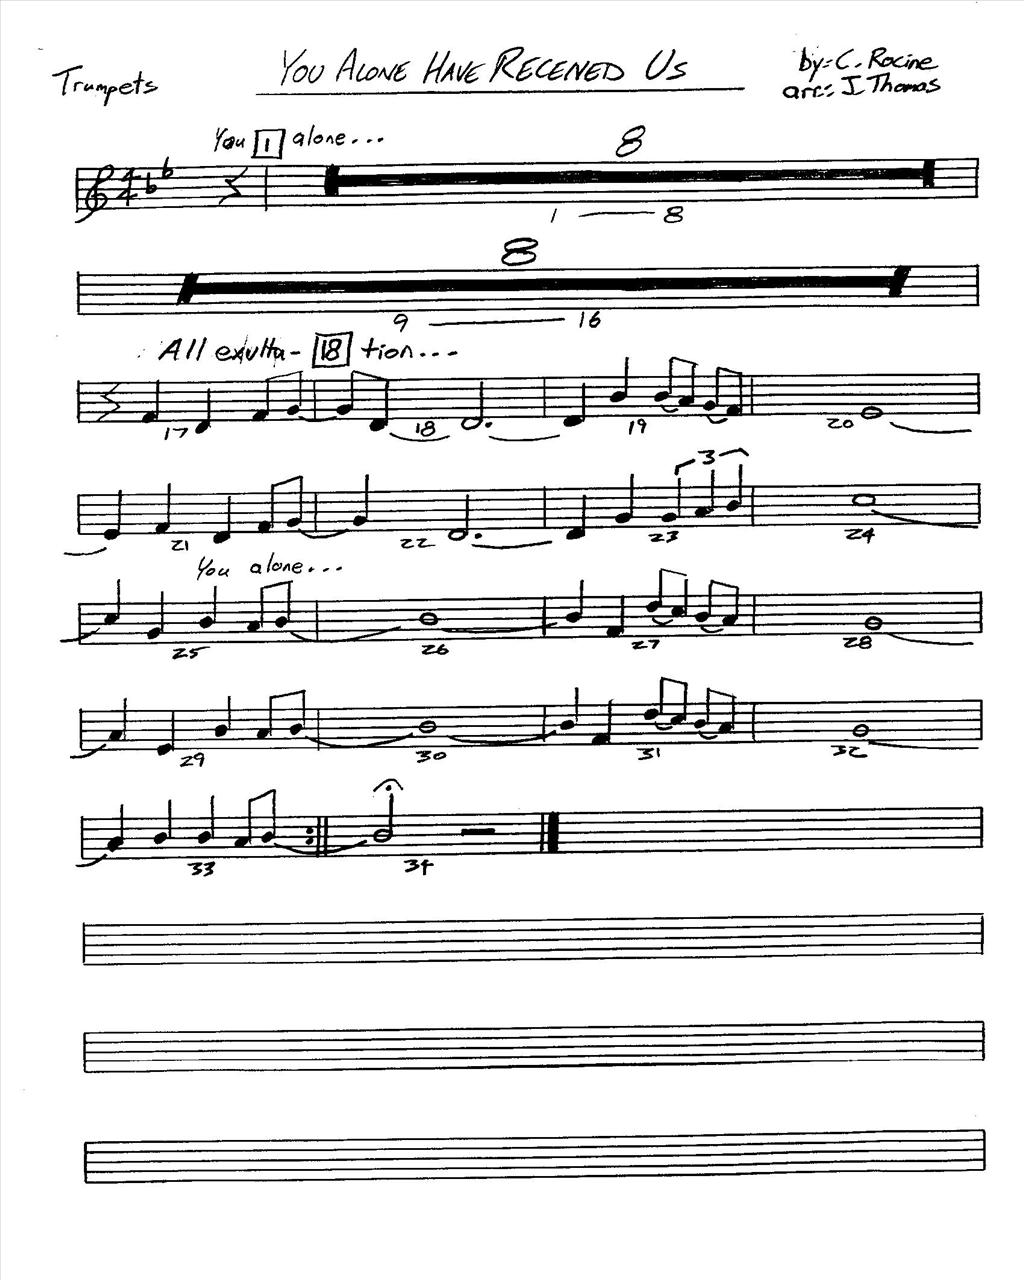 Trumpets
YOU ALONE HAVE RECEIVED US
by: C. Racine
arr: J. Thomas
You 1 alone...
8
4
4
1 — 8
8
9 — 16
All exulta- 18 tion...
17 18 19 20
3
21 22 23 24
You alone...
25 26 27 28
29 30 31 32
33 34